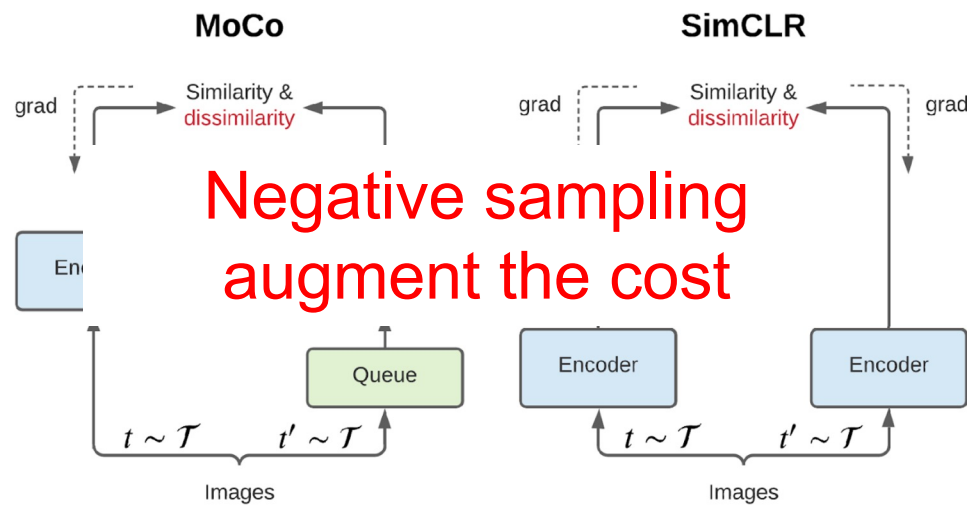 MoCo
SimCLR
grad
Similarity &
dissimilarity
grad
Similarity &
dissimilarity
grad
Negative sampling
augment the cost
Encoder
Encoder
Queue
t ~ 𝒯
t′ ~ 𝒯
t ~ 𝒯
t′ ~ 𝒯
Images
Images